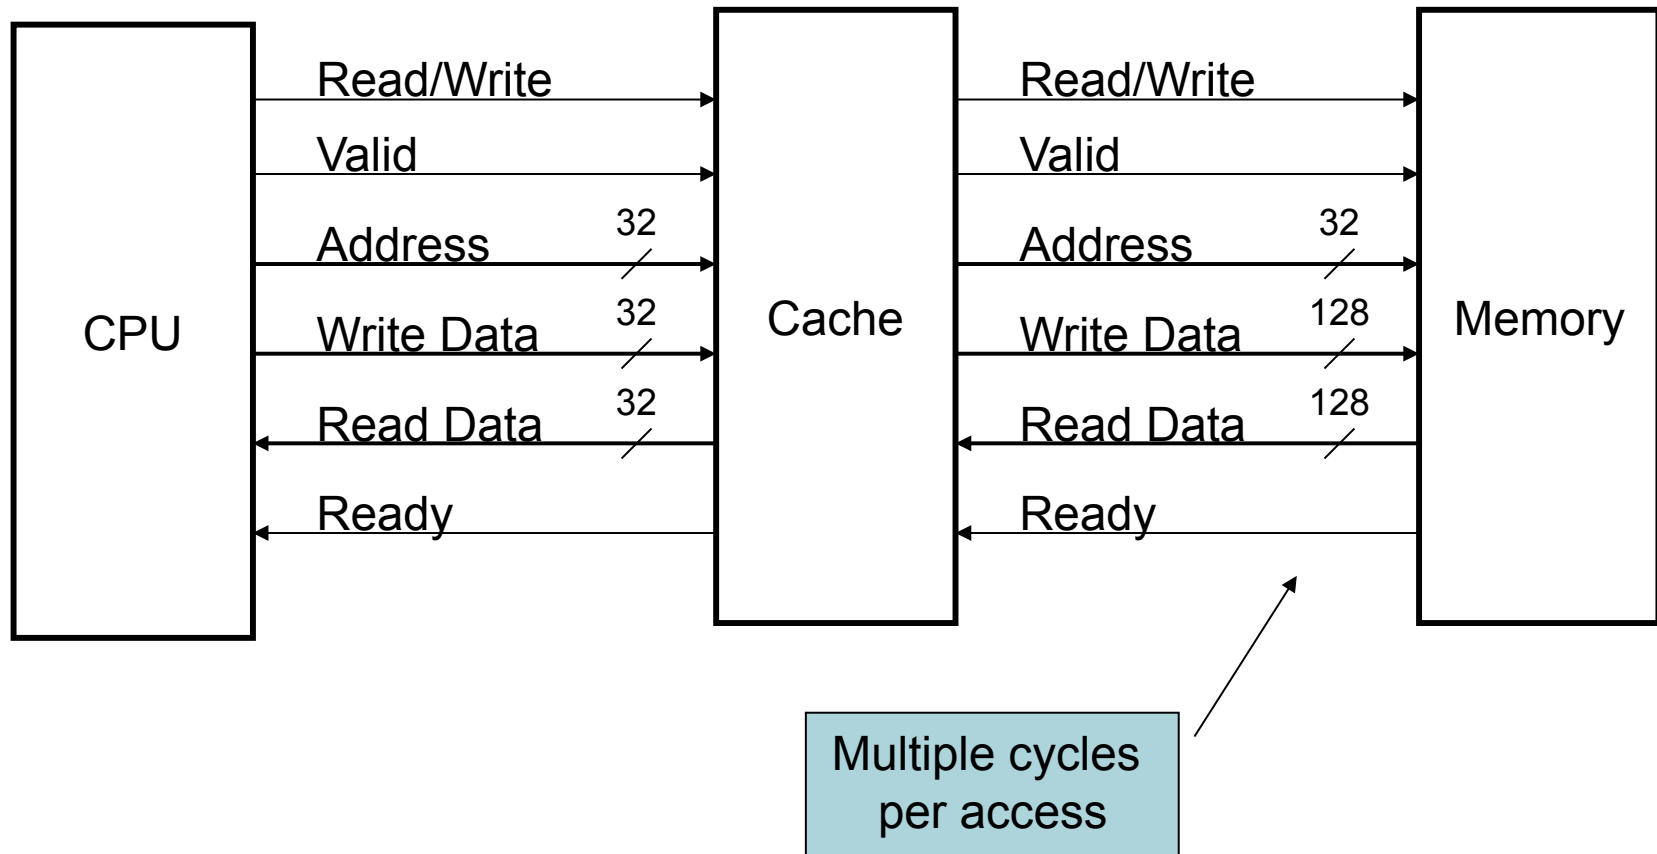 Read/Write
Read/Write
Valid
Valid
Address
32
Address
32
CPU
Write Data
32
Cache
Write Data
128
Memory
Read Data
32
Read Data
128
Ready
Ready
Multiple cycles
per access